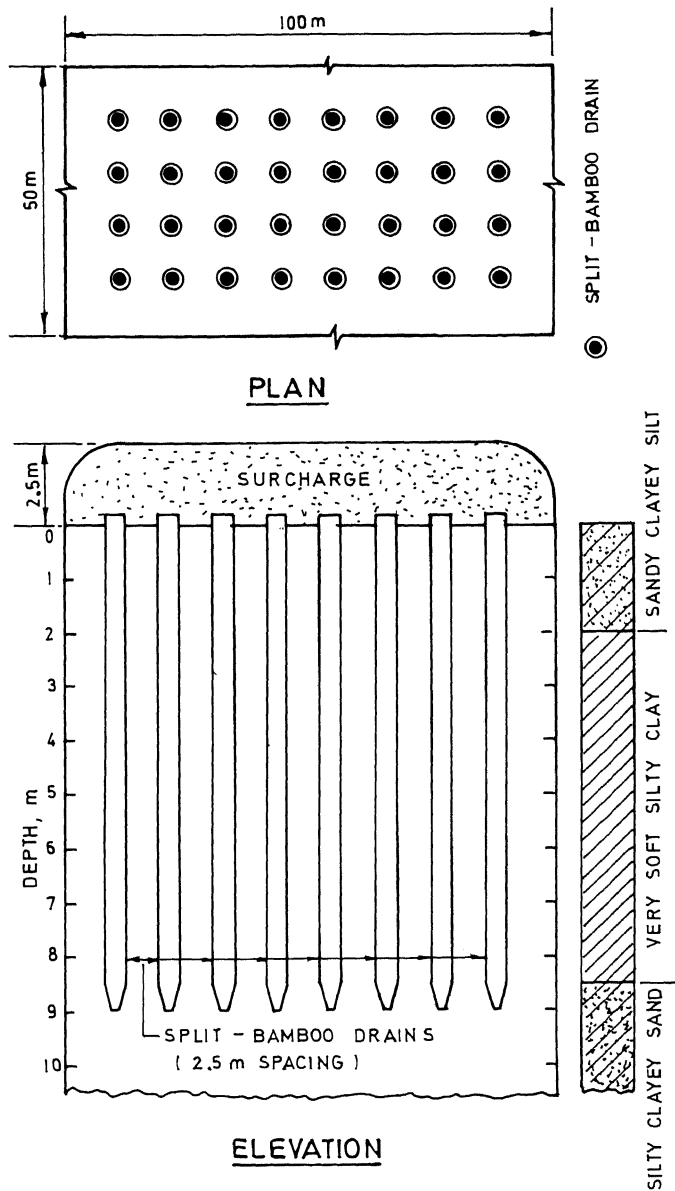 100 m
50 m
SPLIT - BAMBOO DRAIN
PLAN
2.5 m
SURCHARGE
0
1
2
3
4
5
6
7
8
9
10
DEPTH, m
SPLIT - BAMBOO DRAINS
( 2.5 m SPACING )
SANDY CLAYEY SILT
VERY SOFT SILTY CLAY
SILTY CLAYEY SAND
ELEVATION